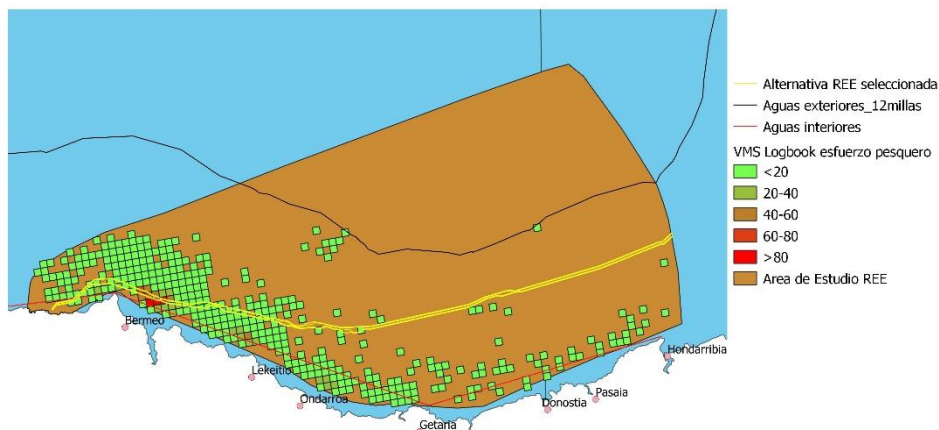 Alternativa REE seleccionada
Aguas exteriores_12millas
Aguas interiores
VMS Logbook esfuerzo pesquero
<20
20-40
40-60
60-80
>80
Area de Estudio REE
Bermeo
Lekeitio
Ondarroa
Getaria
Donostia
Pasaia
Hondarribia